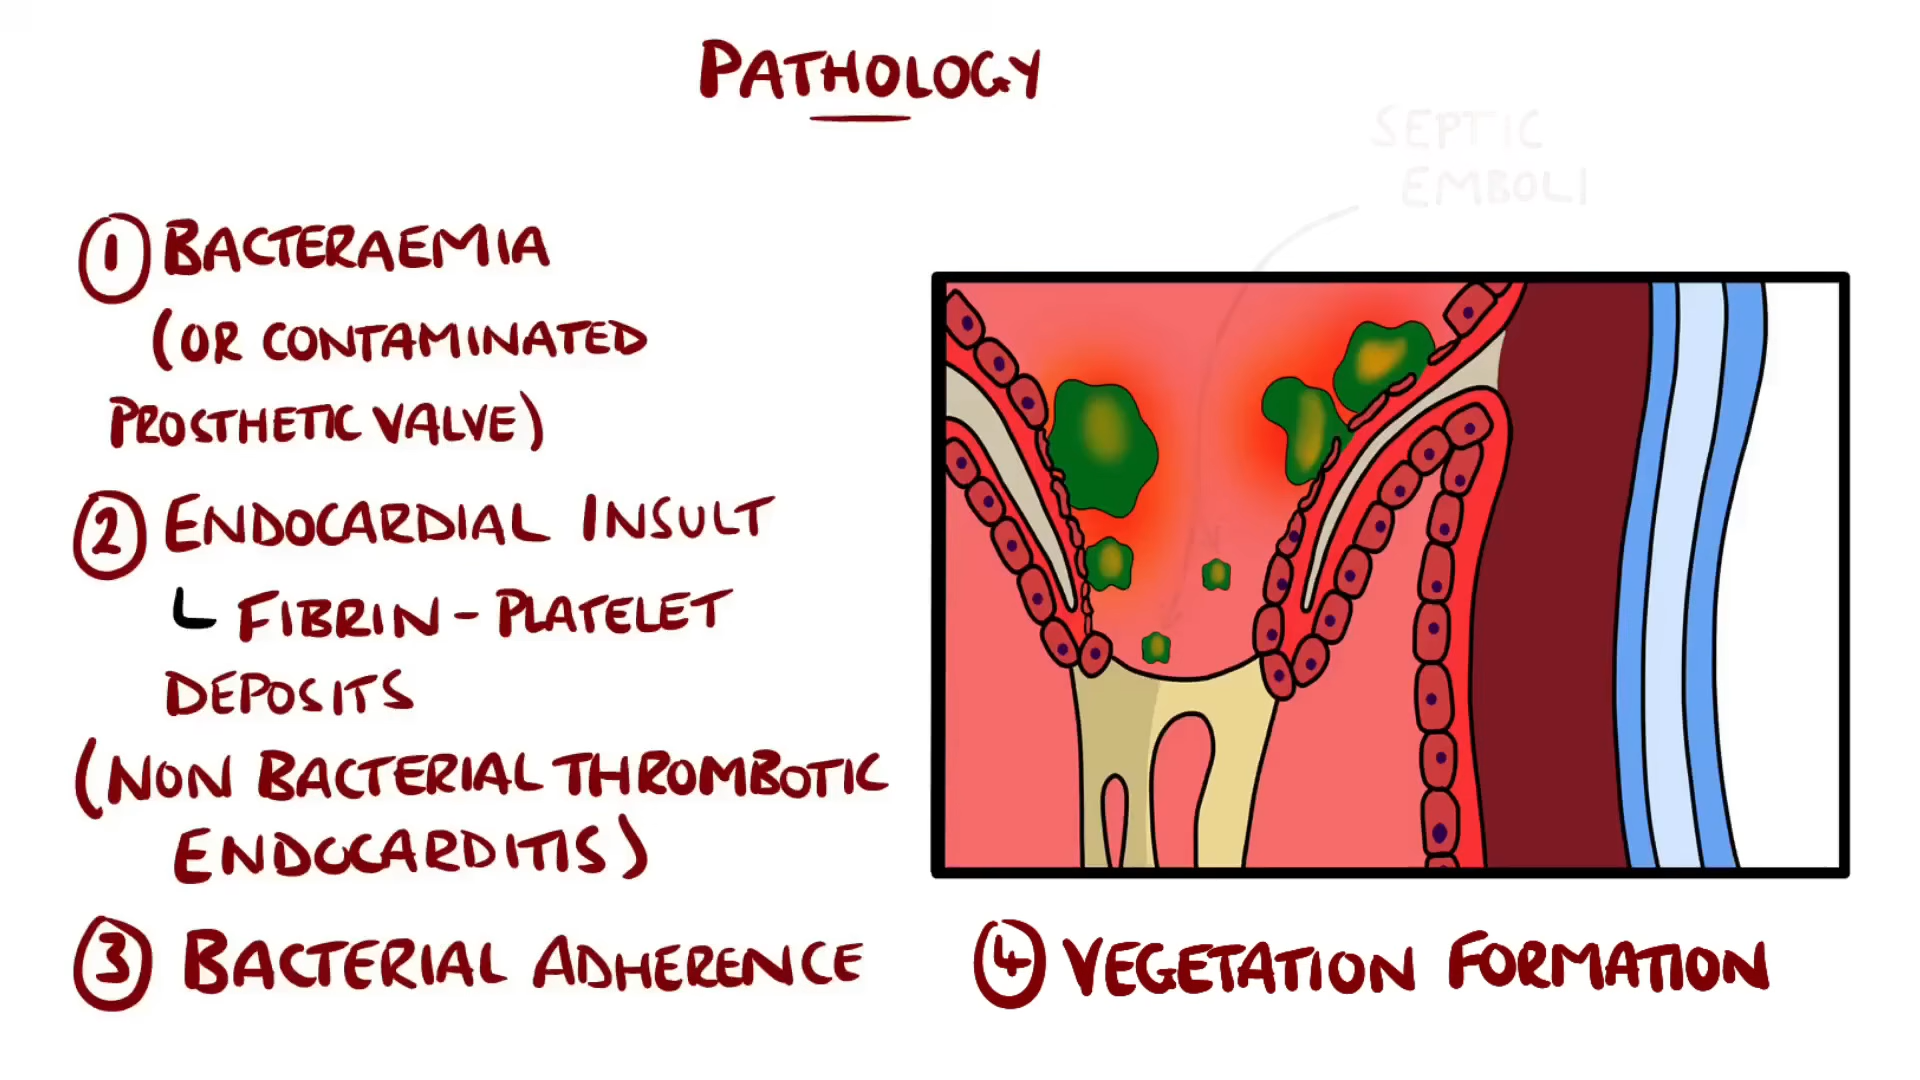 PATHOLOGY
SEPTIC
EMBOLI
1 BACTERAEMIA
(OR CONTAMINATED
PROSTHETIC VALVE)
2 ENDOCARDIAL INSULT
FIBRIN-PLATELET
DEPOSITS
(NON BACTERIAL THROMBOTIC
ENDOCARDITIS)
3 BACTERIAL ADHERENCE
4 VEGETATION FORMATION